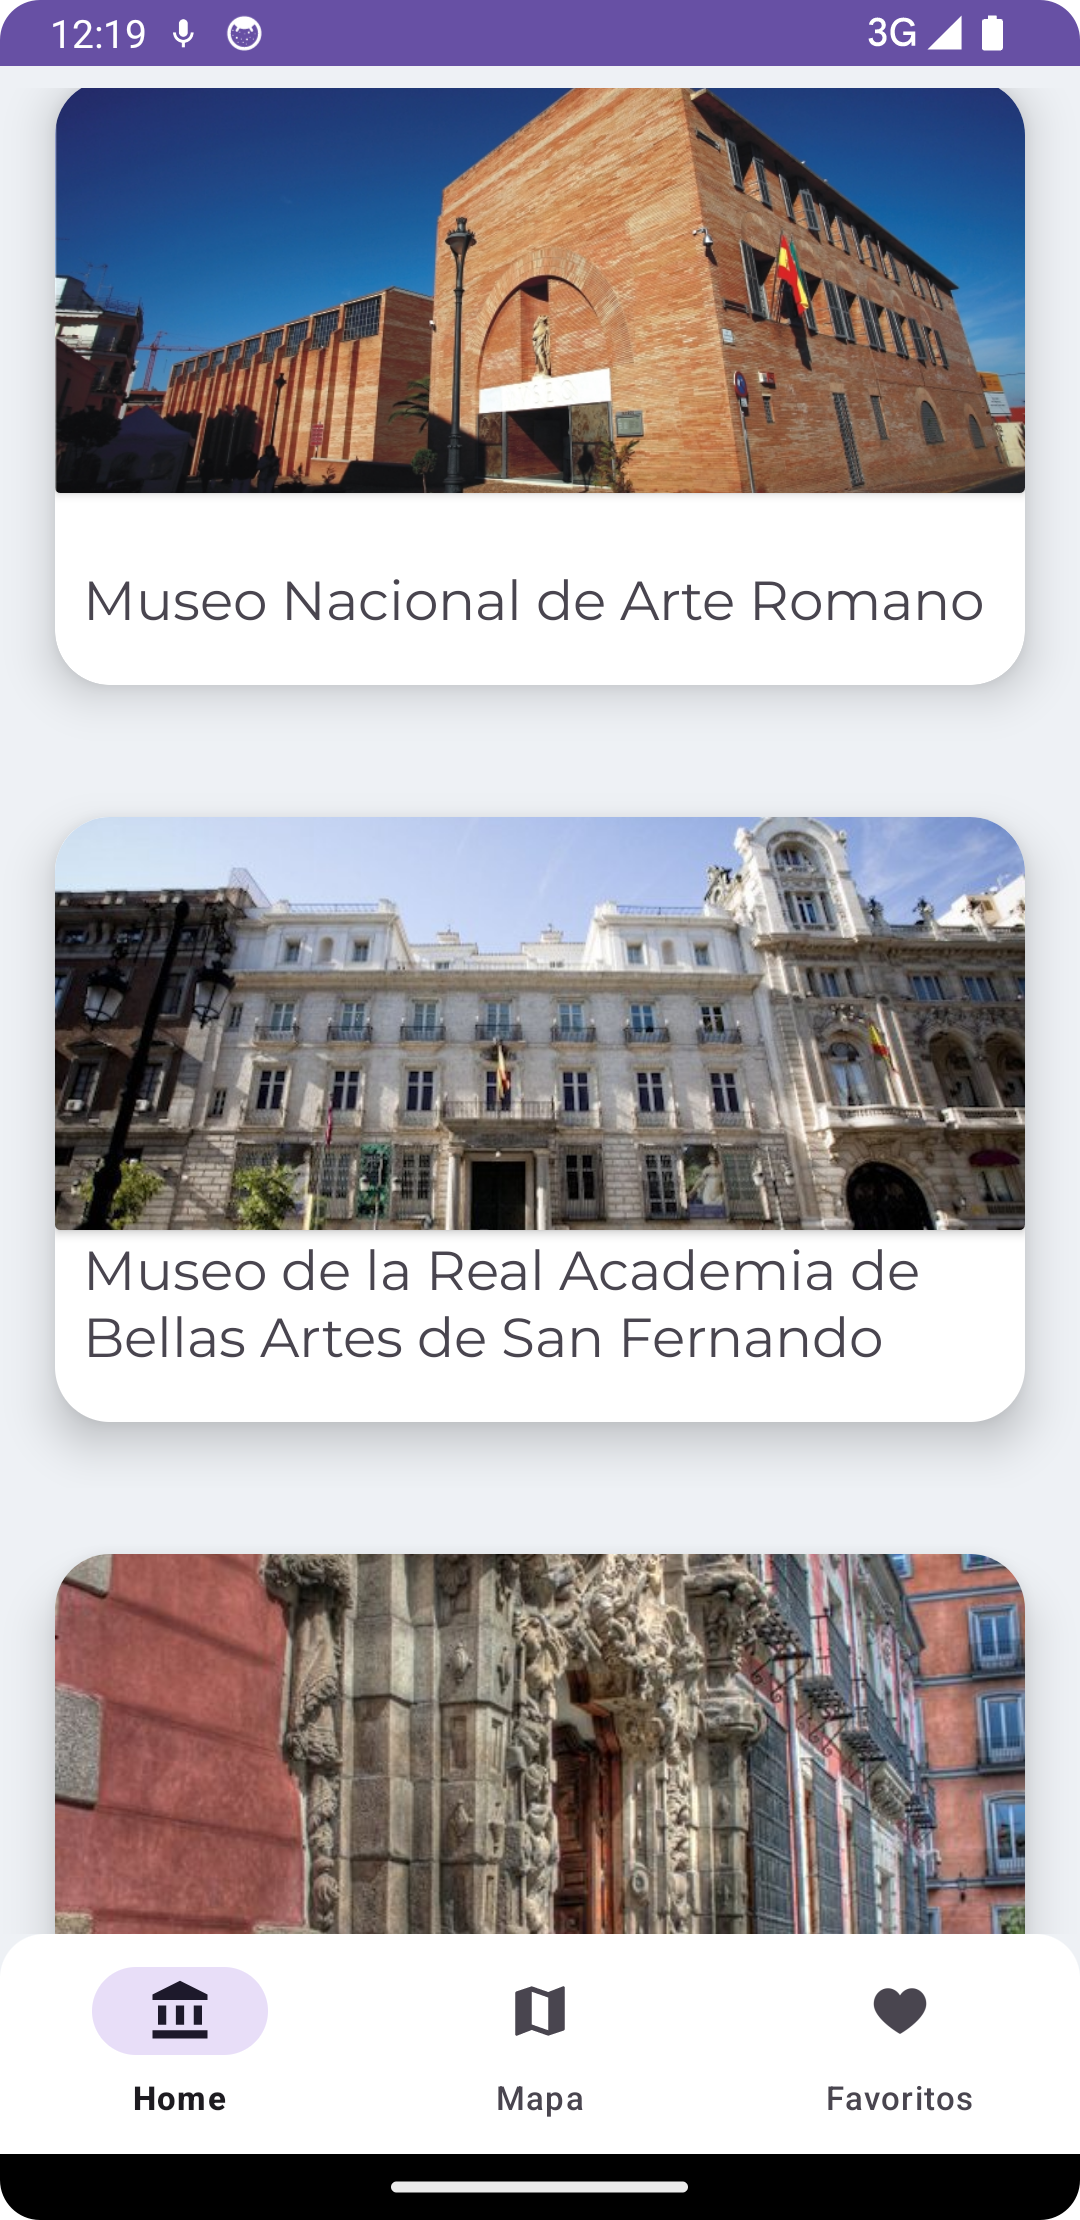 12:19
3G
Museo Nacional de Arte Romano
Museo de la Real Academia de
Bellas Artes de San Fernando
Home
Mapa
Favoritos